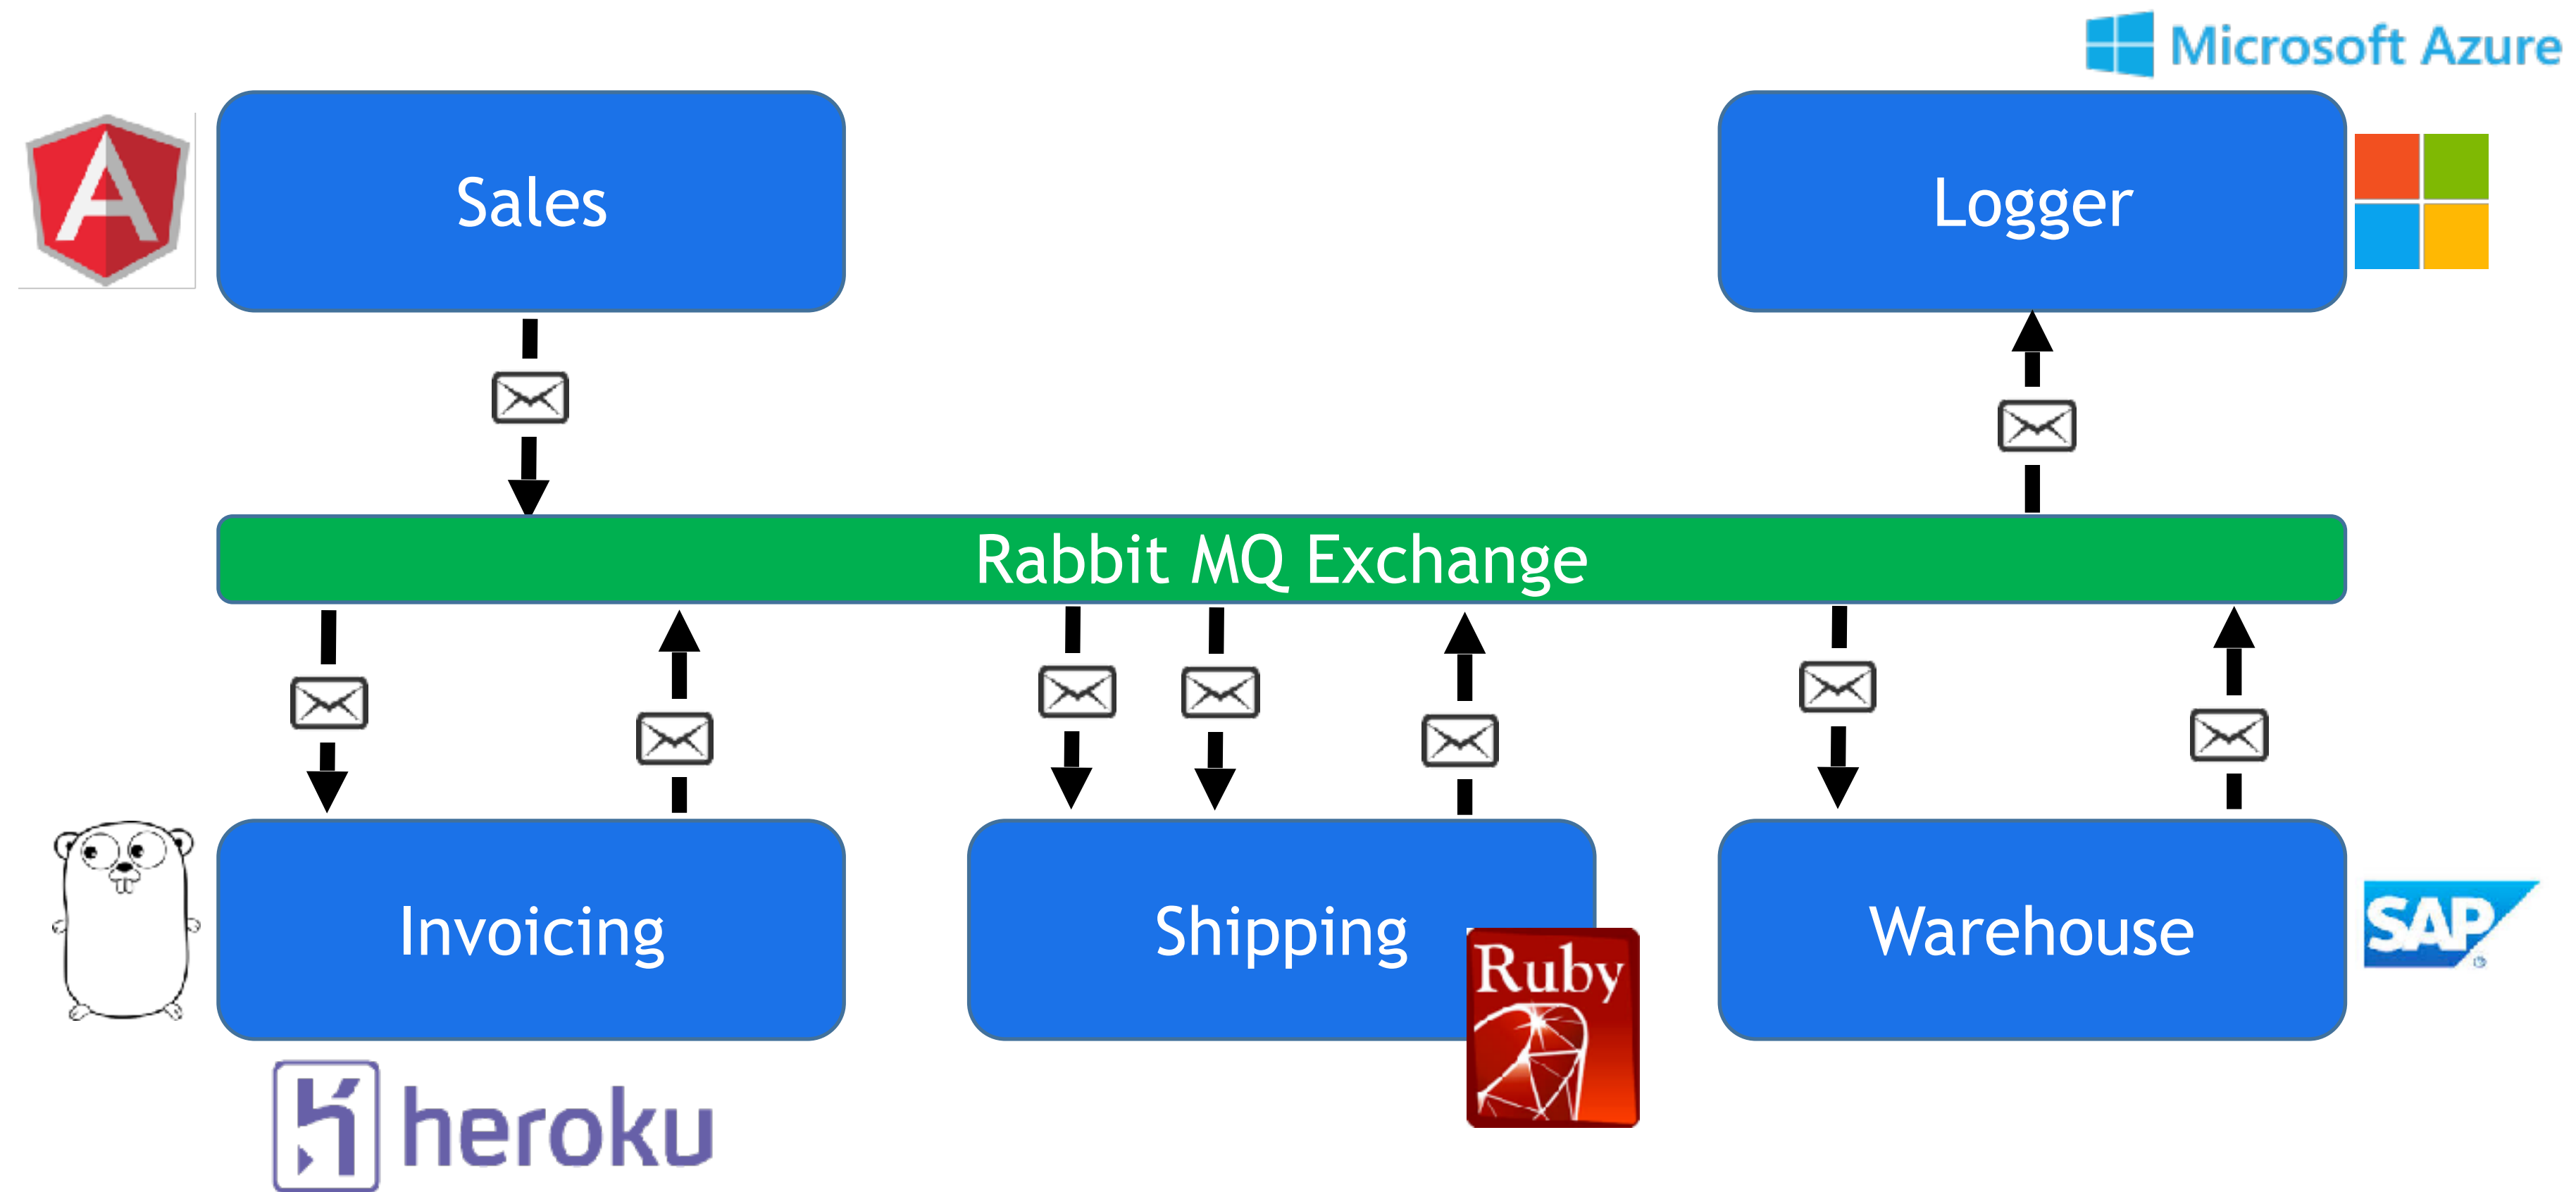 Microsoft Azure
Sales
Logger
Rabbit MQ Exchange
Invoicing
Shipping
Warehouse
SAP
Ruby
heroku